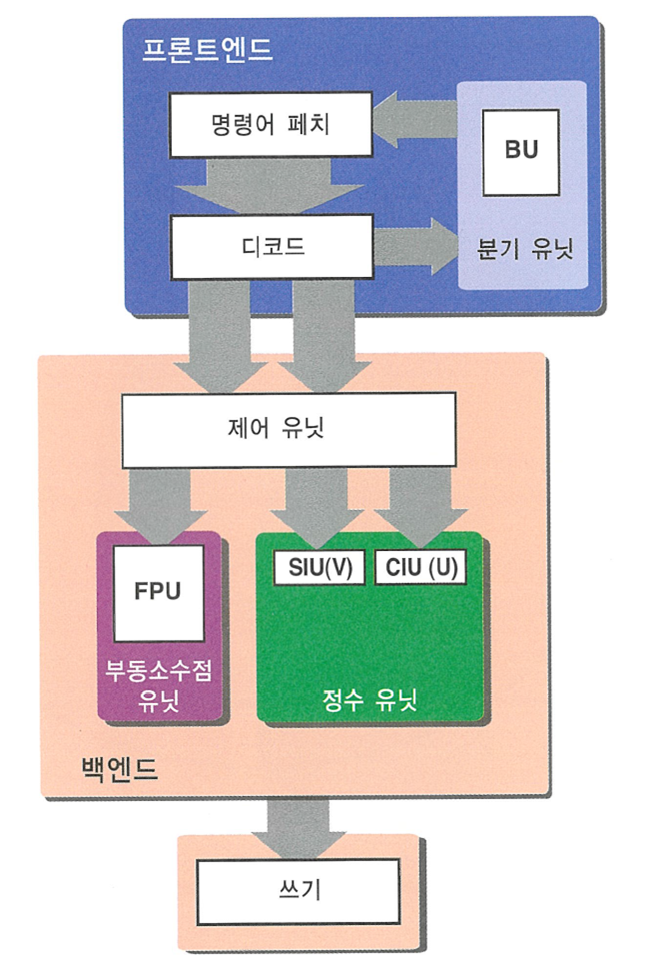 프론트엔드
명령어 페치
BU
디코드
분기 유닛
제어 유닛
FPU
SIU(V)
CIU (U)
부동소수점
유닛
정수 유닛
백엔드
쓰기